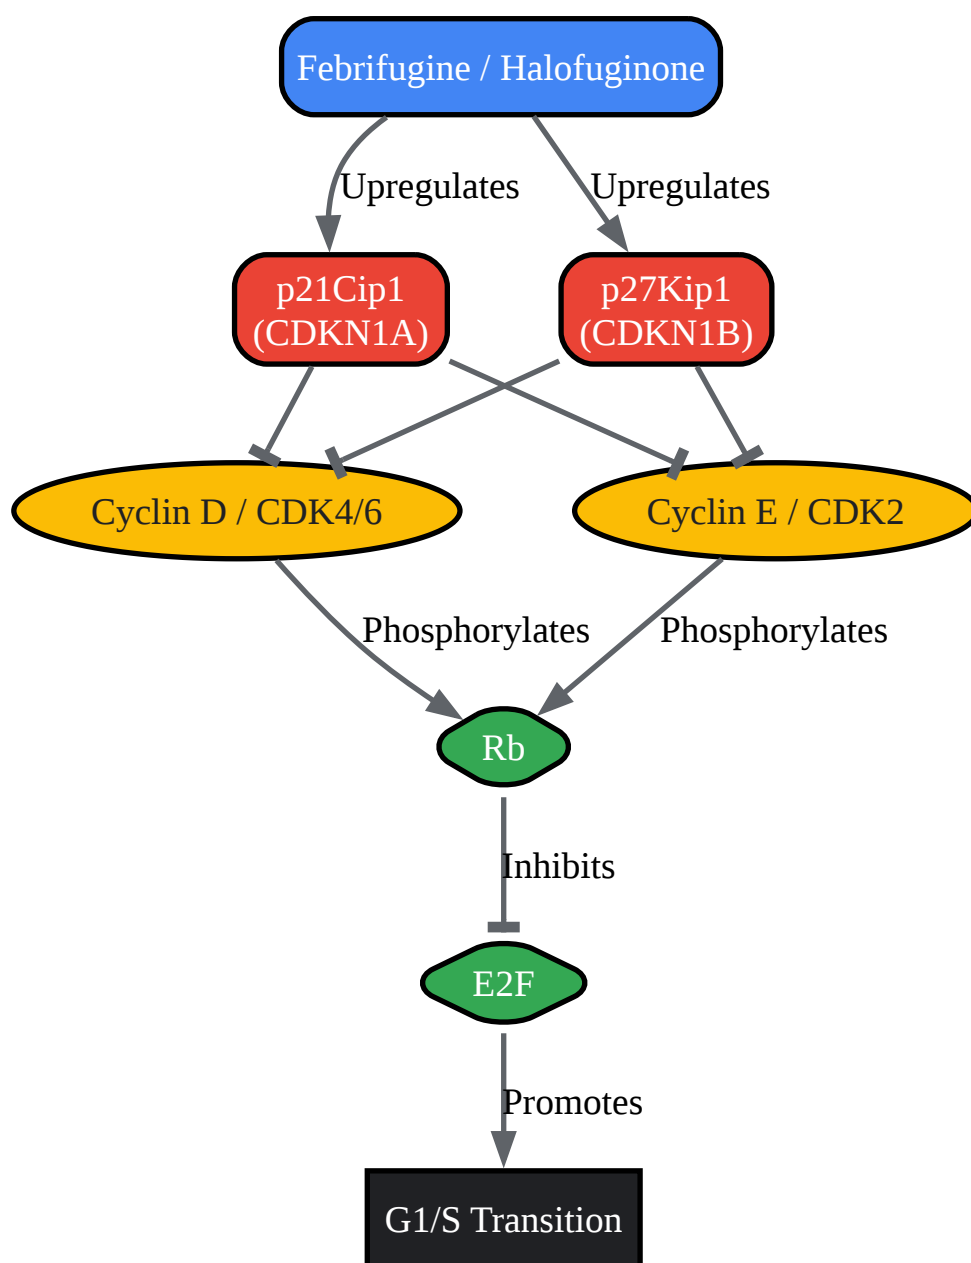 Febrifugine / Halofuginone
Upregulates
Upregulates
p21Cip1
(CDKN1A)
p27Kip1
(CDKN1B)
Cyclin D / CDK4/6
Cyclin E / CDK2
Phosphorylates
Phosphorylates
Rb
Inhibits
E2F
Promotes
G1/S Transition